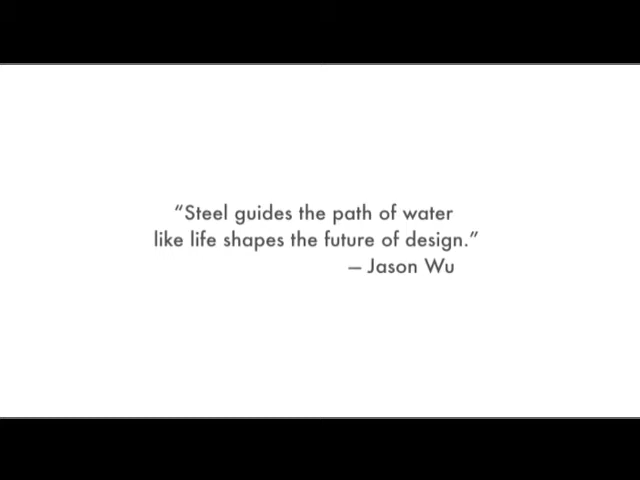 “Steel guides the path of water
like life shapes the future of design.”
— Jason Wu